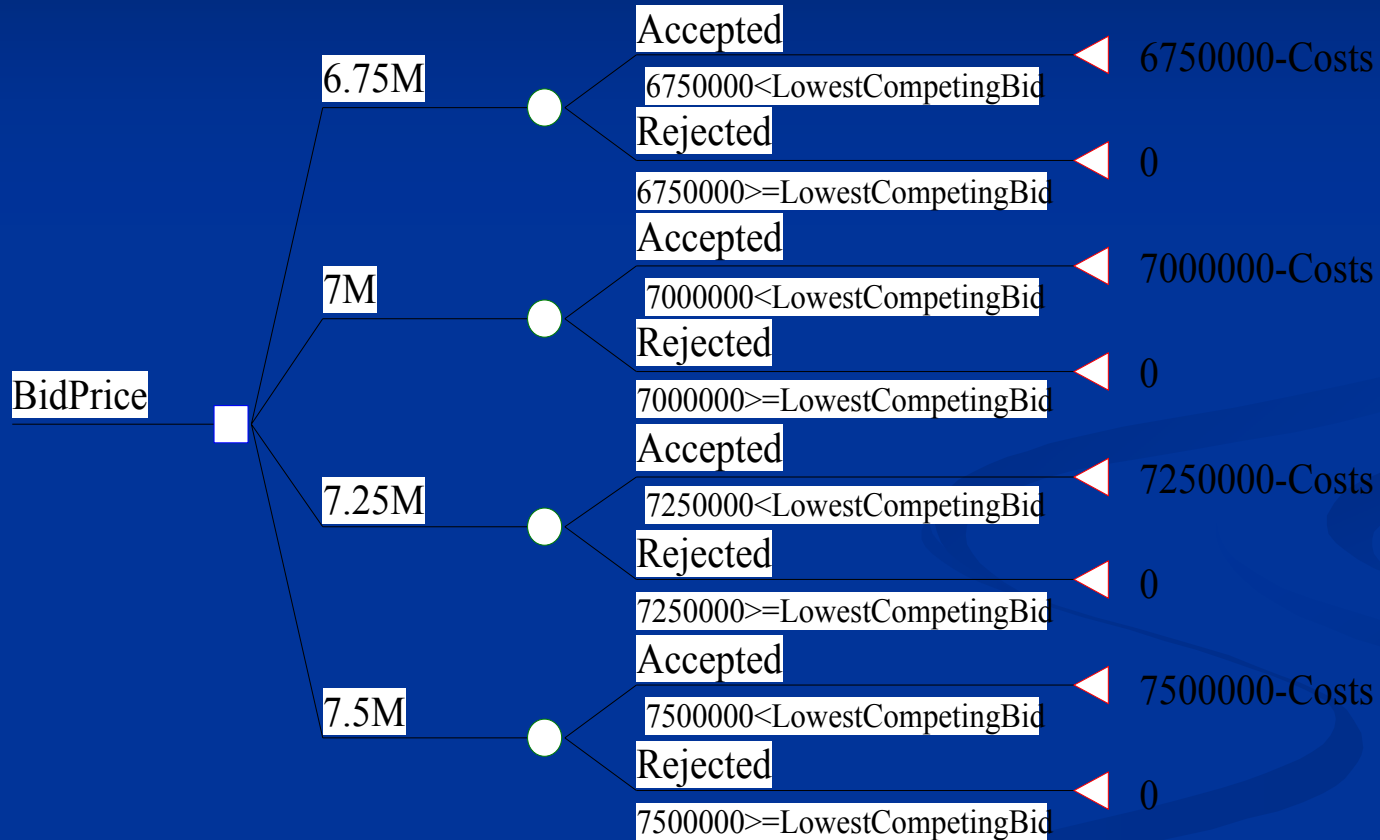 Accepted
6750000-Costs
6.75M
6750000<LowestCompetingBid
Rejected
0
6750000>=LowestCompetingBid
Accepted
7000000-Costs
7M
7000000<LowestCompetingBid
Rejected
0
BidPrice
7000000>=LowestCompetingBid
Accepted
7250000-Costs
7.25M
7250000<LowestCompetingBid
Rejected
0
7250000>=LowestCompetingBid
Accepted
7500000-Costs
7.5M
7500000<LowestCompetingBid
Rejected
0
7500000>=LowestCompetingBid